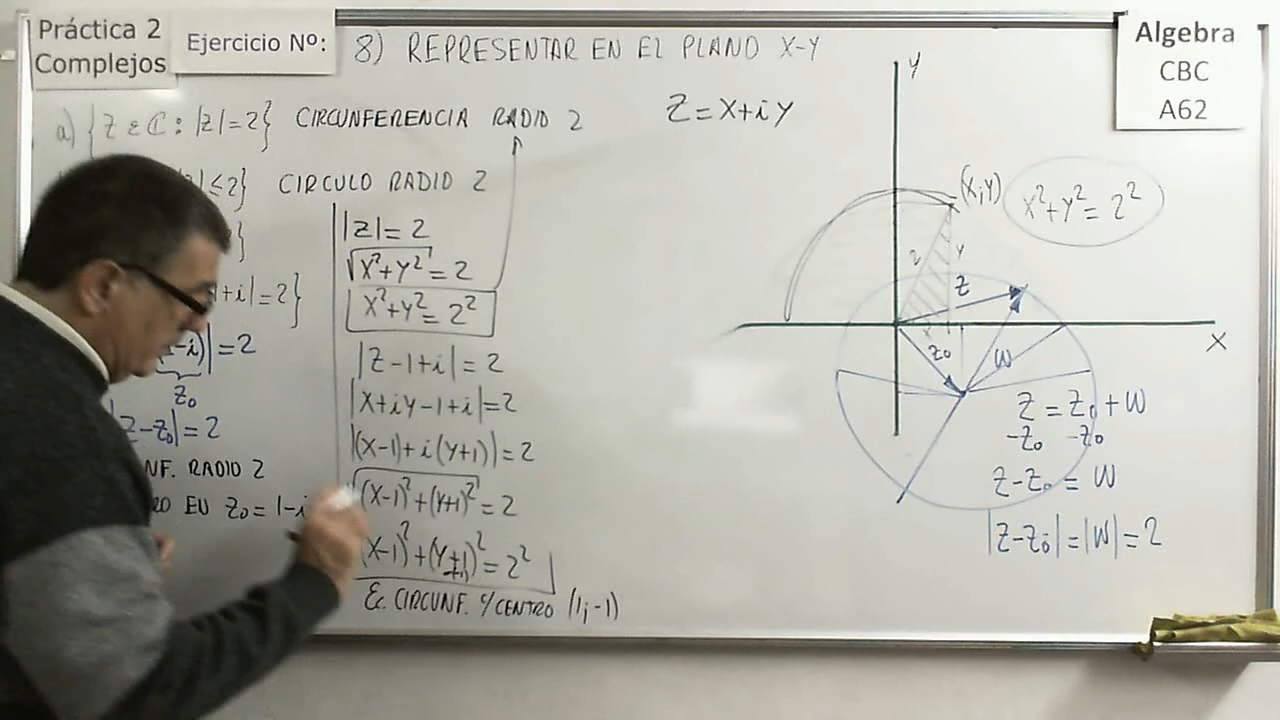 Práctica 2
Complejos
Ejercicio Nº:
8) REPRESENTAR EN EL PLANO X-Y
Algebra
CBC
A62
a) {Z ε ℂ : |z|=2} CIRCUNFERENCIA RADIO 2
≤2} CIRCULO RADIO 2
}
+i|=2}
-i)|=2
Z₀
Z-Z₀|=2
NF. RADIO 2
RO EN Z₀=1-i
|Z|=2
√X²+Y²=2
X²+Y²=2²
|Z-1+i|=2
|X+iY-1+i|=2
|(X-1)+i(Y+1)|=2
√(X-1)²+(Y+1)²=2
(X-1)²+(Y+1)²=2²
Ec. CIRCUNF. C/CENTRO (1,-1)
Z=X+iY
Y
(X,Y)
X²+Y²=2²
2
Y
Z
X
X
Z₀
W
Z=Z₀+W
-Z₀ -Z₀
Z-Z₀=W
|Z-Z₀|=|W|=2